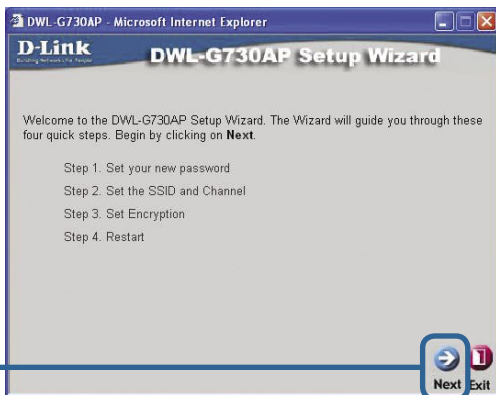 DWL-G730AP - Microsoft Internet Explorer
D-Link
Building Networks for People
DWL-G730AP Setup Wizard
Welcome to the DWL-G730AP Setup Wizard. The Wizard will guide you through these
four quick steps. Begin by clicking on Next.
Step 1. Set your new password
Step 2. Set the SSID and Channel
Step 3. Set Encryption
Step 4. Restart
Next Exit